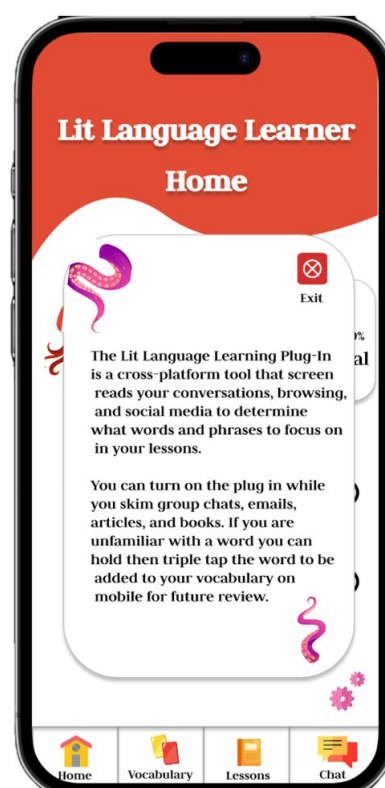 Lit Language Learner
Home
Exit
%
al
The Lit Language Learning Plug-In
is a cross-platform tool that screen
reads your conversations, browsing,
and social media to determine
what words and phrases to focus on
in your lessons.
You can turn on the plug in while
you skim group chats, emails,
articles, and books. If you are
unfamiliar with a word you can
hold then triple tap the word to be
added to your vocabulary on
mobile for future review.
Home Vocabulary Lessons Chat